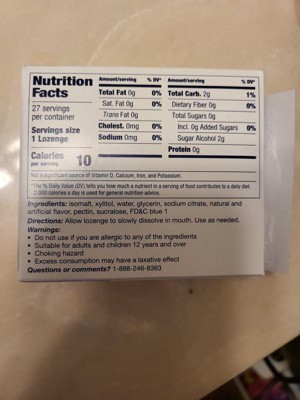 Nutrition Facts
27 servings
per container
Servings size
1 Lozenge
Calories 10
per serving
Amount/serving % DV*
Total Fat 0g 0%
Sat. Fat 0g 0%
Trans Fat 0g
Cholest. 0mg 0%
Sodium 0mg 0%
Amount/serving % DV*
Total Carb. 2g 1%
Dietary Fiber 0g 0%
Total Sugars 0g
Incl. 0g Added Sugars 0%
Sugar Alcohol 2g
Protein 0g
Not a significant source of Vitamin D, Calcium, Iron, and Potassium.
*The % Daily Value (DV) tells you how much a nutrient in a serving of food contributes to a daily diet.
2,000 calories a day is used for general nutrition advice.
Ingredients: isomalt, xylitol, water, glycerin, sodium citrate, natural and
artificial flavor, pectin, sucralose, FD&C blue 1
Directions: Allow lozenge to slowly dissolve in mouth. Use as needed.
Warnings:
• Do not use if you are allergic to any of the ingredients
• Suitable for adults and children 12 years and over
• Choking hazard
• Excess consumption may have a laxative effect
Questions or comments? 1-888-246-8363